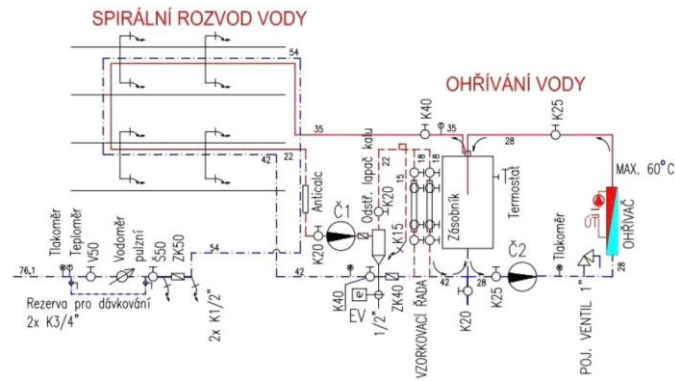 SPIRÁLNÍ ROZVOD VODY
54
OHŘÍVÁNÍ VODY
K40
K25
35
35
28
42
22
22
18
18
15
MAX. 60°C
Anticalc
Odstř. lapač kalu
K20
Č1
K20
K15
Zásobník
Termostat
OHŘÍVAČ
ÚT
Tlakoměr
Teploměr
V50
Vodoměr
pulzní
Š50
ZK50
54
76,1
Rezerva pro dávkování
2x K3/4"
2x K1/2"
42
K40
EV
1/2"
ZK40
VZORKOVACÍ ŘADA
42
28
K20
K25
Č2
Tlakoměr
POJ. VENTIL 1"
28